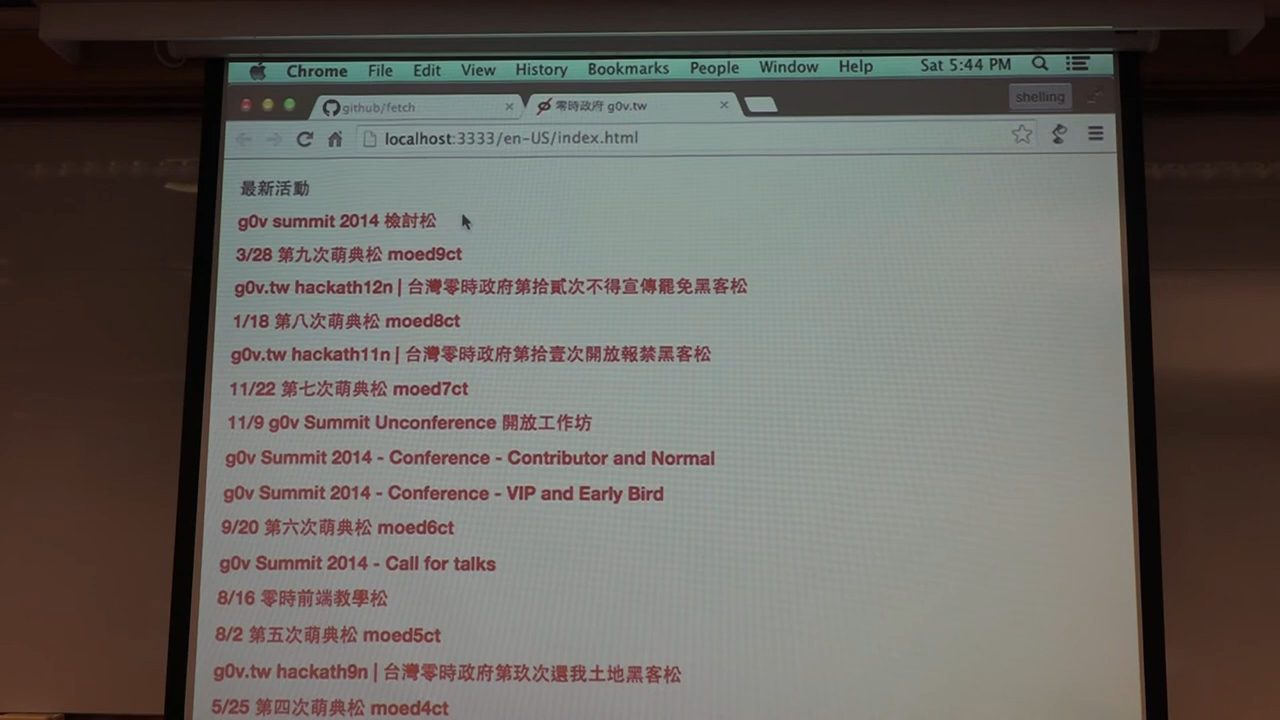 Chrome File Edit View History Bookmarks People Window Help Sat 5:44 PM
github/fetch 零時政府 g0v.tw shelling
localhost:3333/en-US/index.html
最新活動
g0v summit 2014 檢討松
3/28 第九次萌典松 moed9ct
g0v.tw hackath12n | 台灣零時政府第拾貳次不得宣傳罷免黑客松
1/18 第八次萌典松 moed8ct
g0v.tw hackath11n | 台灣零時政府第拾壹次開放報禁黑客松
11/22 第七次萌典松 moed7ct
11/9 g0v Summit Unconference 開放工作坊
g0v Summit 2014 - Conference - Contributor and Normal
g0v Summit 2014 - Conference - VIP and Early Bird
9/20 第六次萌典松 moed6ct
g0v Summit 2014 - Call for talks
8/16 零時前端教學松
8/2 第五次萌典松 moed5ct
g0v.tw hackath9n | 台灣零時政府第玖次還我土地黑客松
5/25 第四次萌典松 moed4ct